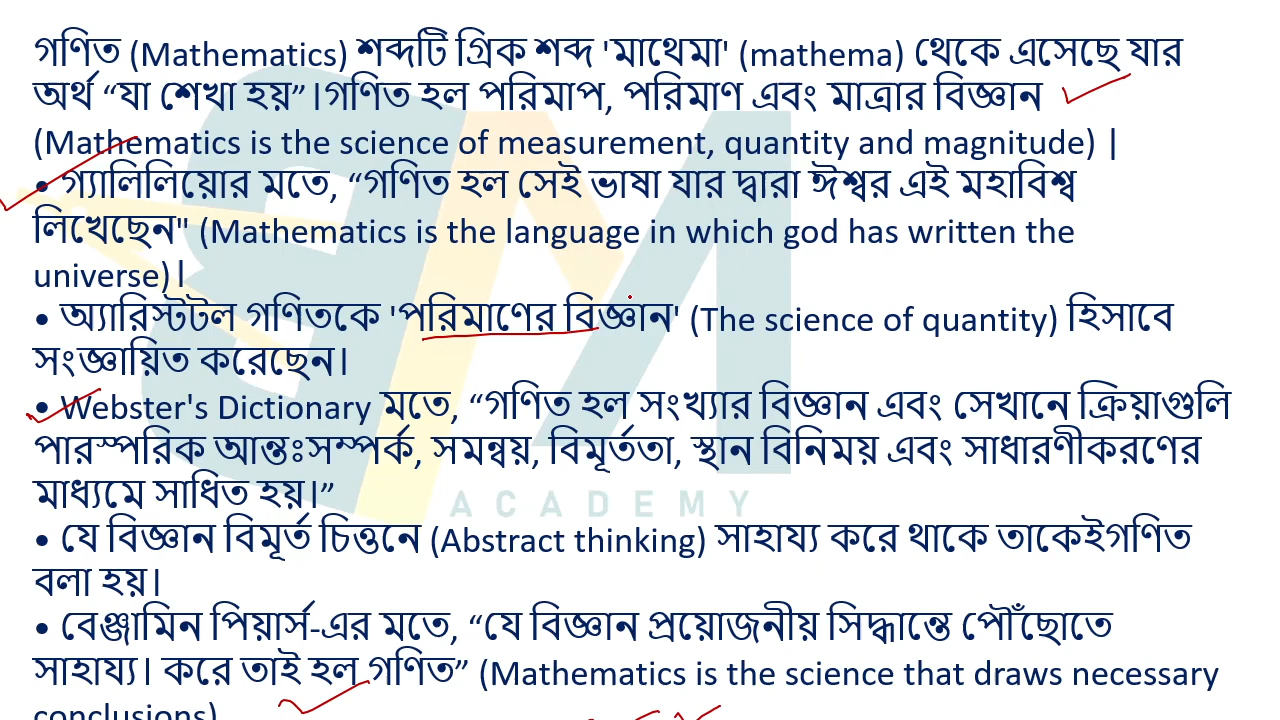 গণিত (Mathematics) শব্দটি গ্রিক শব্দ 'মাথেমা' (mathema) থেকে এসেছে যার
অর্থ “যা শেখা হয়”।গণিত হল পরিমাপ, পরিমাণ এবং মাত্রার বিজ্ঞান
(Mathematics is the science of measurement, quantity and magnitude) |
• গ্যালিলিয়োর মতে, “গণিত হল সেই ভাষা যার দ্বারা ঈশ্বর এই মহাবিশ্ব
লিখেছেন" (Mathematics is the language in which god has written the
universe)|
• অ্যারিস্টটল গণিতকে 'পরিমাণের বিজ্ঞান' (The science of quantity) হিসাবে
সংজ্ঞায়িত করেছেন।
• Webster's Dictionary মতে, “গণিত হল সংখ্যার বিজ্ঞান এবং সেখানে ক্রিয়াগুলি
পারস্পরিক আন্তঃসম্পর্ক, সমন্বয়, বিমূর্ততা, স্থান বিনিময় এবং সাধারণীকরণের
মাধ্যমে সাধিত হয়।”
ACADEMY
• যে বিজ্ঞান বিমূর্ত চিত্তনে (Abstract thinking) সাহায্য করে থাকে তাকেইগণিত
বলা হয়।
• বেঞ্জামিন পিয়ার্স-এর মতে, “যে বিজ্ঞান প্রয়োজনীয় সিদ্ধান্তে পৌঁছোতে
সাহায্য। করে তাই হল গণিত” (Mathematics is the science that draws necessary
conclusions)